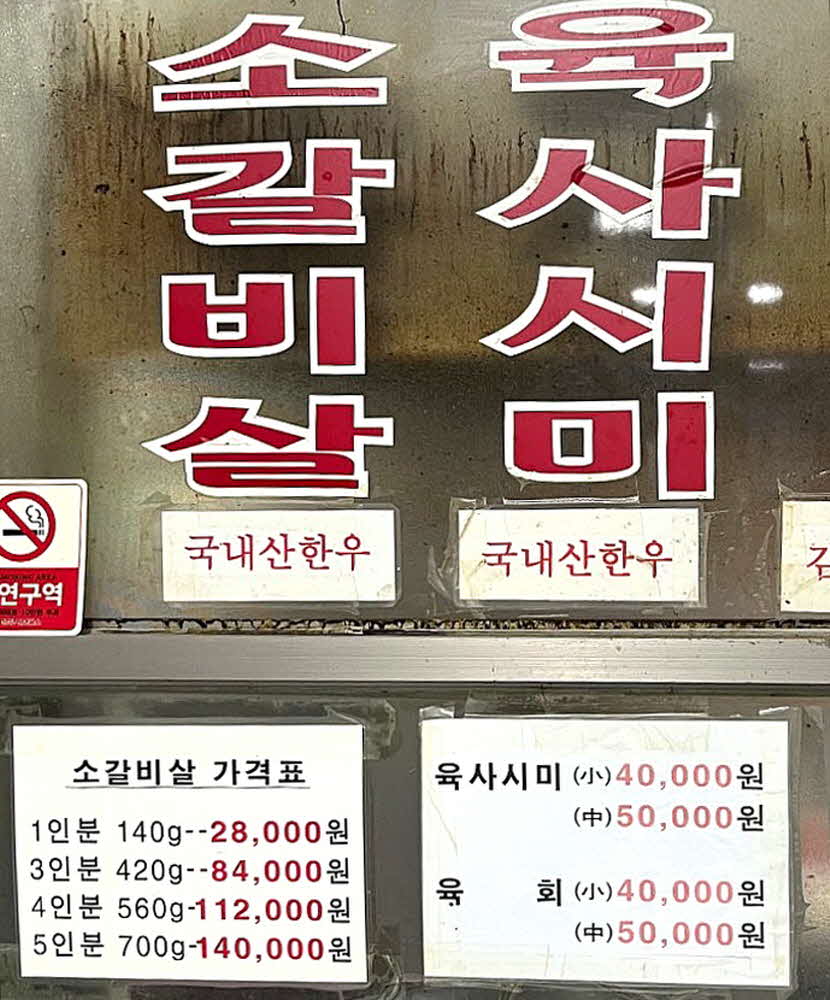 소갈비살
육사시미
국내산한우
국내산한우
연구역
소갈비살 가격표
1인분 140g--28,000원
3인분 420g--84,000원
4인분 560g-112,000원
5인분 700g-140,000원
육사시미 (小) 40,000원
(中) 50,000원
육 회 (小) 40,000원
(中) 50,000원